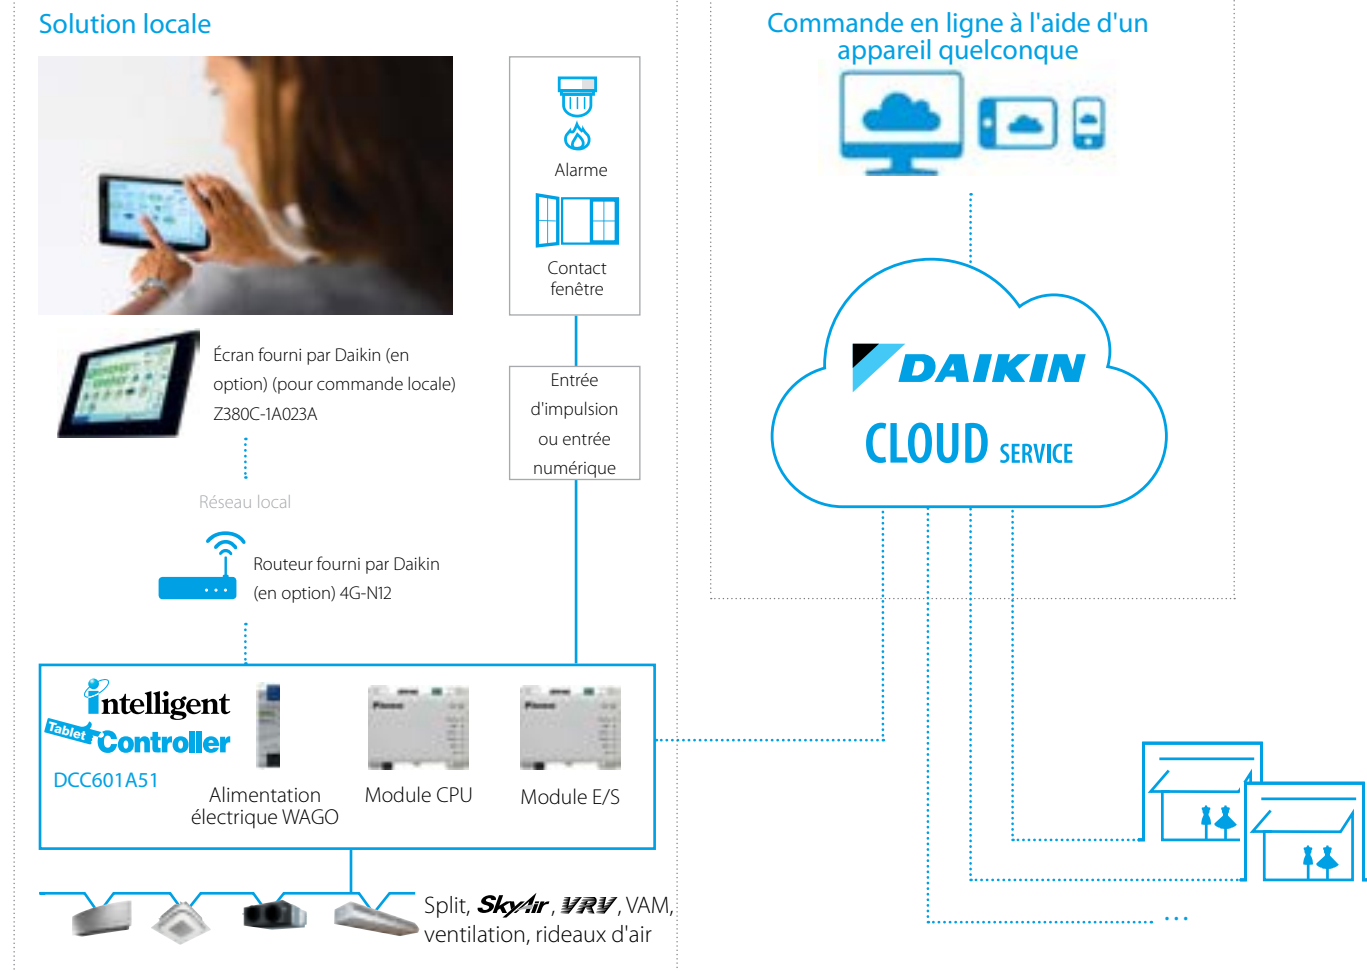 Solution locale
Alarme
Contact
fenêtre
Écran fourni par Daikin (en
option) (pour commande locale)
Z380C-1A023A
Entrée
d'impulsion
ou entrée
numérique
Réseau local
Routeur fourni par Daikin
(en option) 4G-N12
intelligent
Tablet Controller
DCC601A51
Alimentation
électrique WAGO
Module CPU
Module E/S
Split, SkyAir, VRV, VAM,
ventilation, rideaux d'air
Commande en ligne à l'aide d'un
appareil quelconque
DAIKIN
CLOUD SERVICE
...